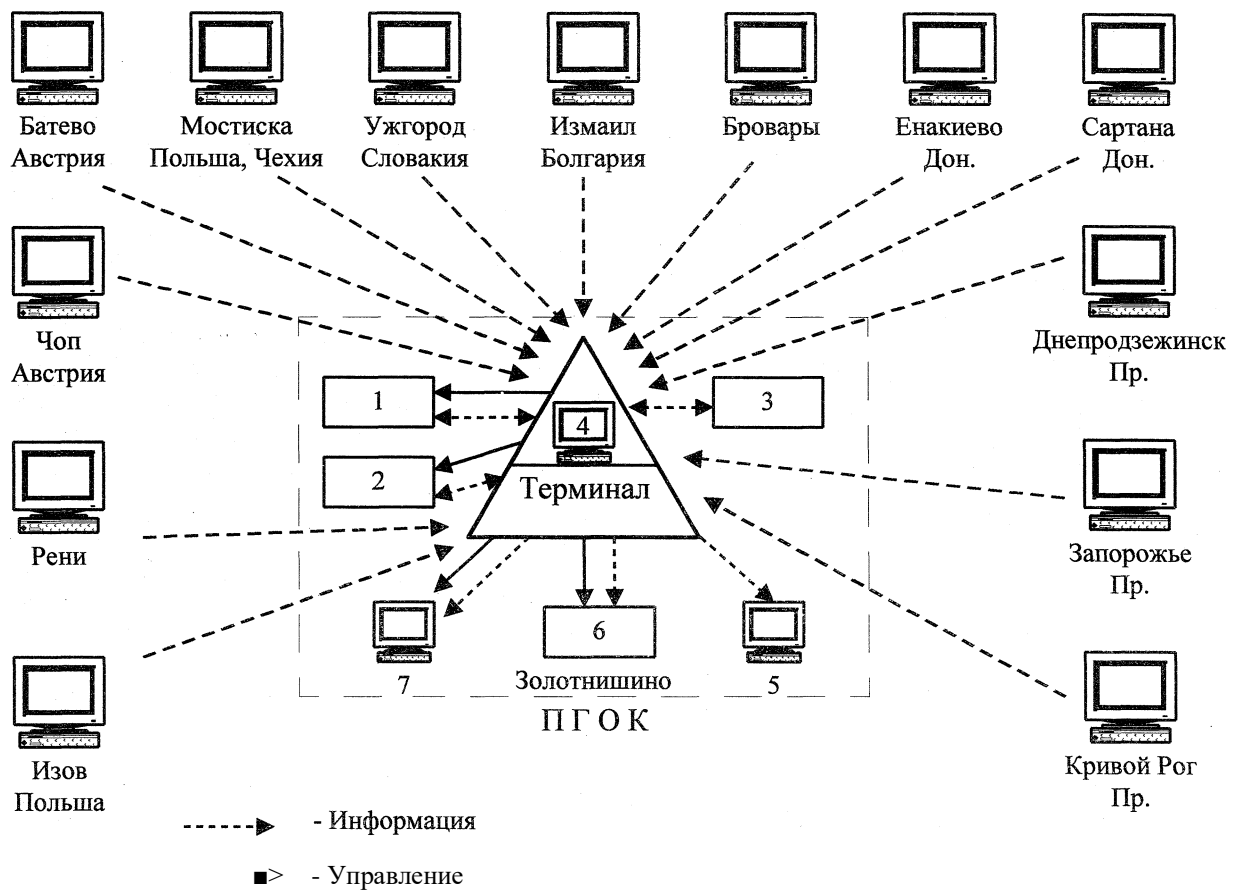 Батево
Австрия
Мостиска
Польша, Чехия
Ужгород
Словакия
Измаил
Болгария
Бровары
Енакиево
Дон.
Сартана
Дон.
Чоп
Австрия
Днепродзежинск
Пр.
1
2
3
4
Терминал
Рени
Запорожье
Пр.
7
6
Золотнишино
5
ПГОК
Изов
Польша
Кривой Рог
Пр.
- Информация
■> - Управление